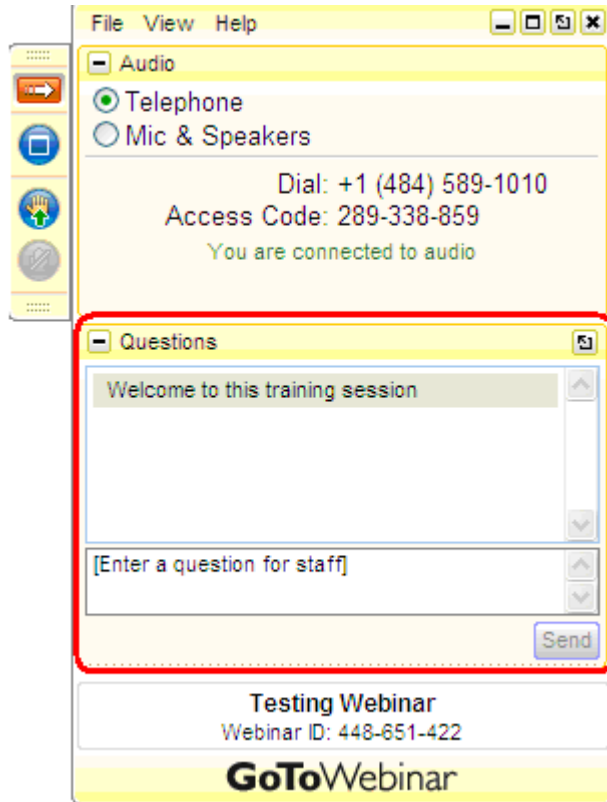 File View Help
Audio
Telephone
Mic & Speakers
Dial: +1 (484) 589-1010
Access Code: 289-338-859
You are connected to audio
Questions
Welcome to this training session
[Enter a question for staff]
Send
Testing Webinar
Webinar ID: 448-651-422
GoToWebinar